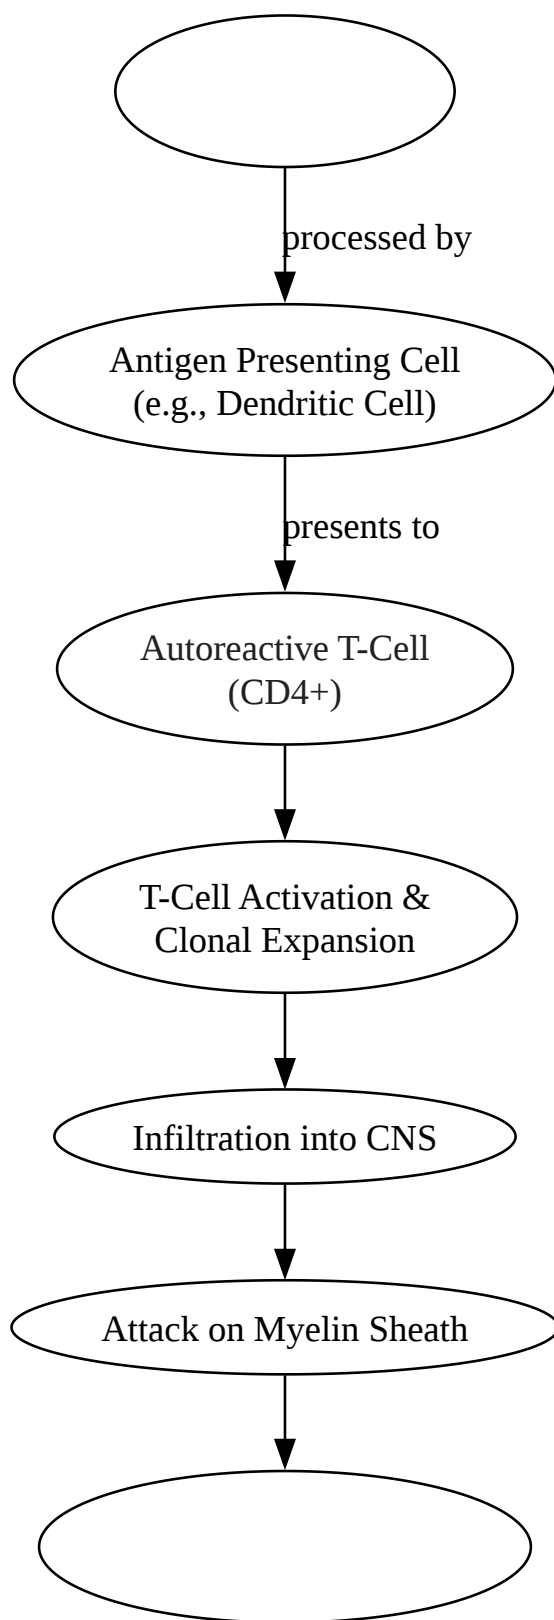 processed by
Antigen Presenting Cell
(e.g., Dendritic Cell)
presents to
Autoreactive T-Cell
(CD4+)
T-Cell Activation &
Clonal Expansion
Infiltration into CNS
Attack on Myelin Sheath